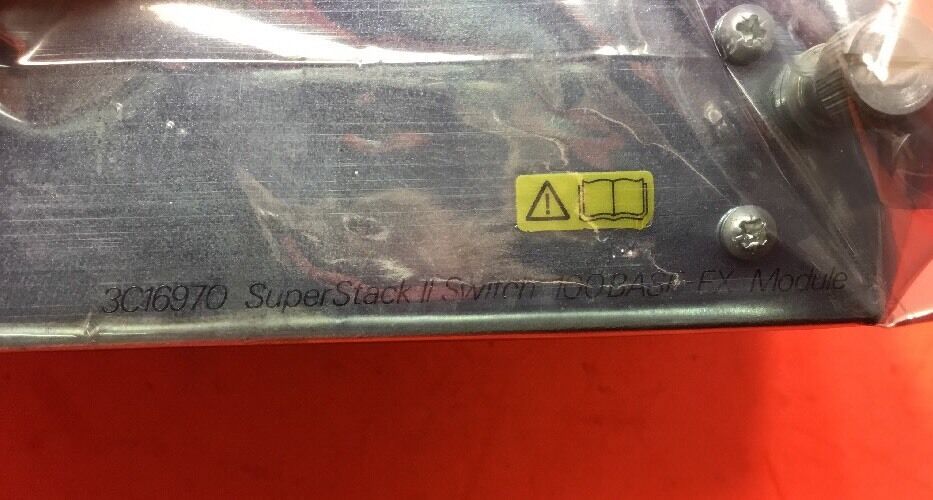 3C16970 SuperStack II Switch 100BASE-FX Module